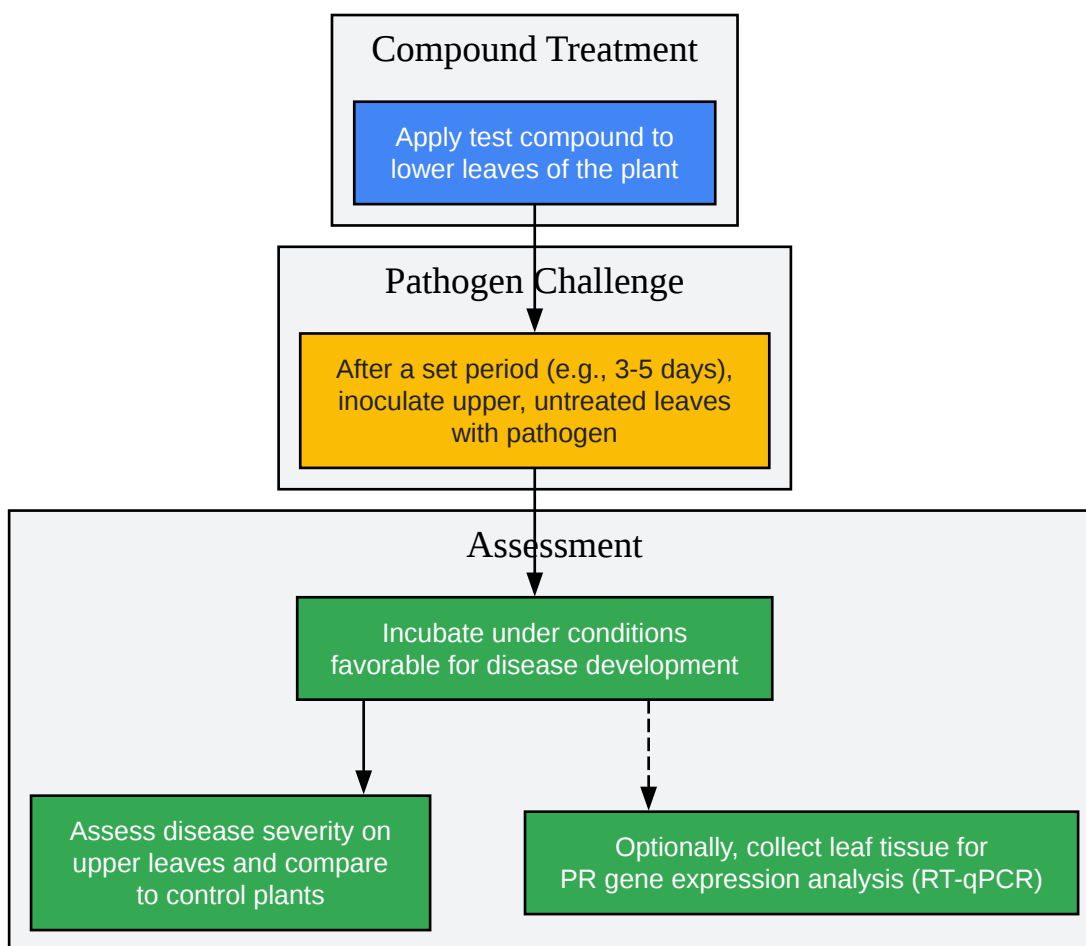 Compound Treatment
Apply test compound to
lower leaves of the plant
Pathogen Challenge
After a set period (e.g., 3-5 days),
inoculate upper, untreated leaves
with pathogen
Assessment
Incubate under conditions
favorable for disease development
Assess disease severity on
upper leaves and compare
to control plants
Optionally, collect leaf tissue for
PR gene expression analysis (RT-qPCR)